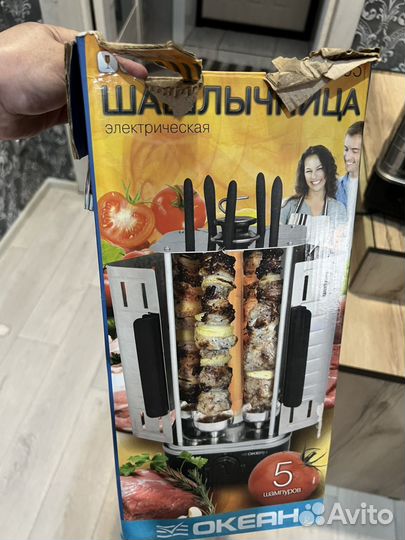 ШАШЛЫЧНИЦА
электрическая
5
шампуров
ОКЕАН
Avito